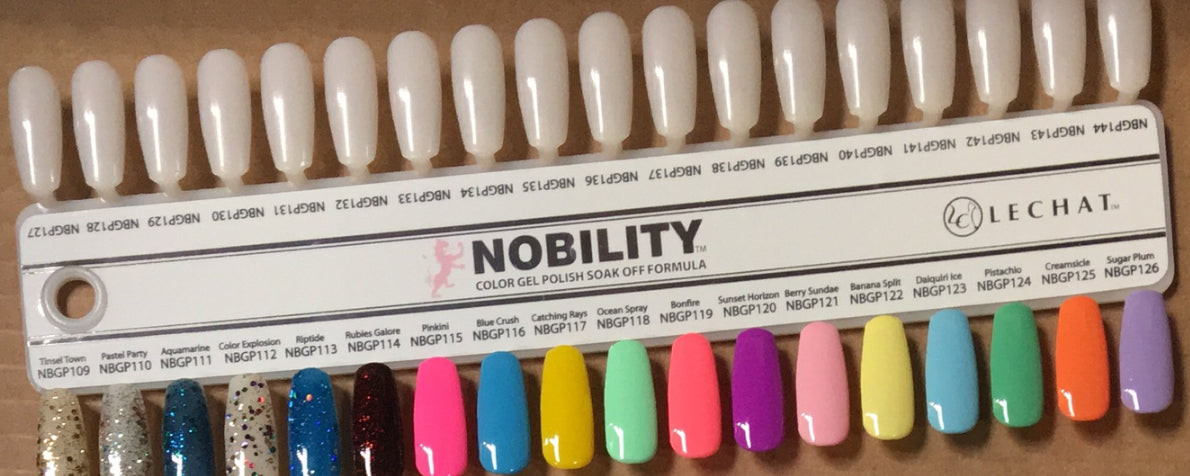 NBGP127 NBGP128 NBGP129 NBGP130 NBGP131 NBGP132 NBGP133 NBGP134 NBGP135 NBGP136 NBGP137 NBGP138 NBGP139 NBGP140 NBGP141 NBGP142 NBGP143 NBGP144
NOBILITY TM
COLOR GEL POLISH SOAK OFF FORMULA
LC LECHAT TM
Tinsel Town
NBGP109
Pastel Party
NBGP110
Aquamarine
NBGP111
Color Explosion
NBGP112
Riptide
NBGP113
Rubies Galore
NBGP114
Pinkini
NBGP115
Blue Crush
NBGP116
Catching Rays
NBGP117
Ocean Spray
NBGP118
Bonfire
NBGP119
Sunset Horizon
NBGP120
Berry Sundae
NBGP121
Banana Split
NBGP122
Daiquiri Ice
NBGP123
Pistachio
NBGP124
Creamsicle
NBGP125
Sugar Plum
NBGP126